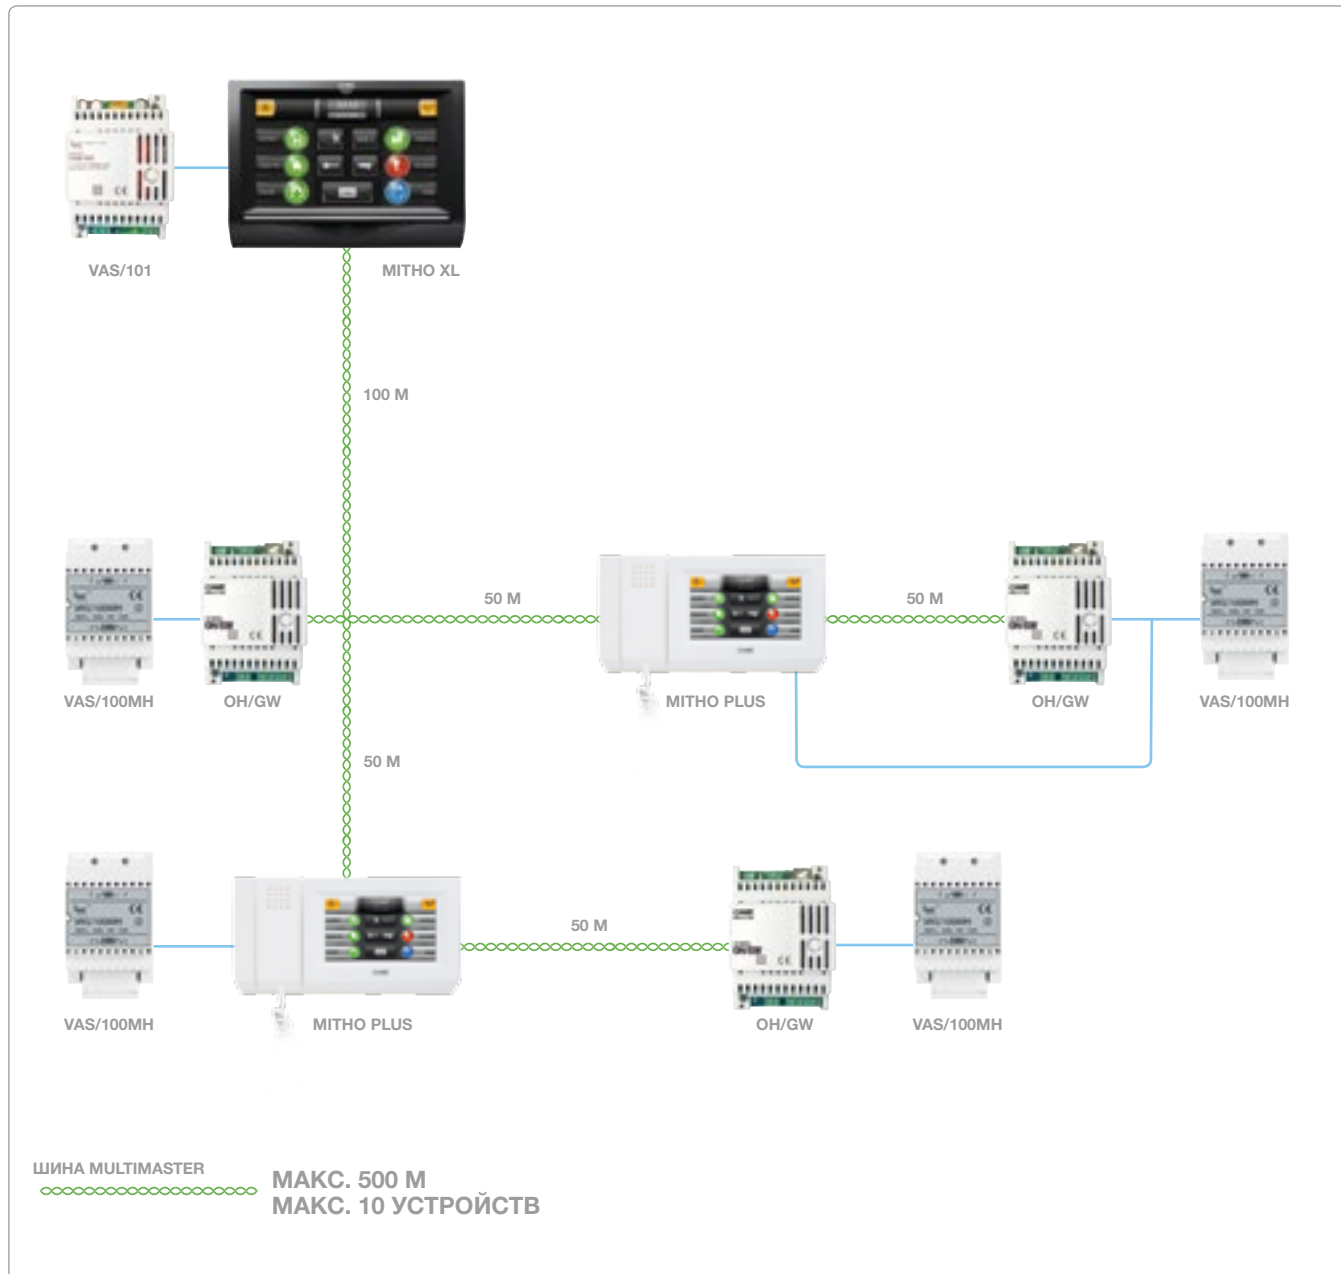 VAS/101
MITHO XL
100 М
50 М
50 М
VAS/100MH
OH/GW
MITHO PLUS
OH/GW
VAS/100MH
50 М
50 М
VAS/100MH
MITHO PLUS
OH/GW
VAS/100MH
ШИНА MULTIMASTER
МАКС. 500 М
МАКС. 10 УСТРОЙСТВ